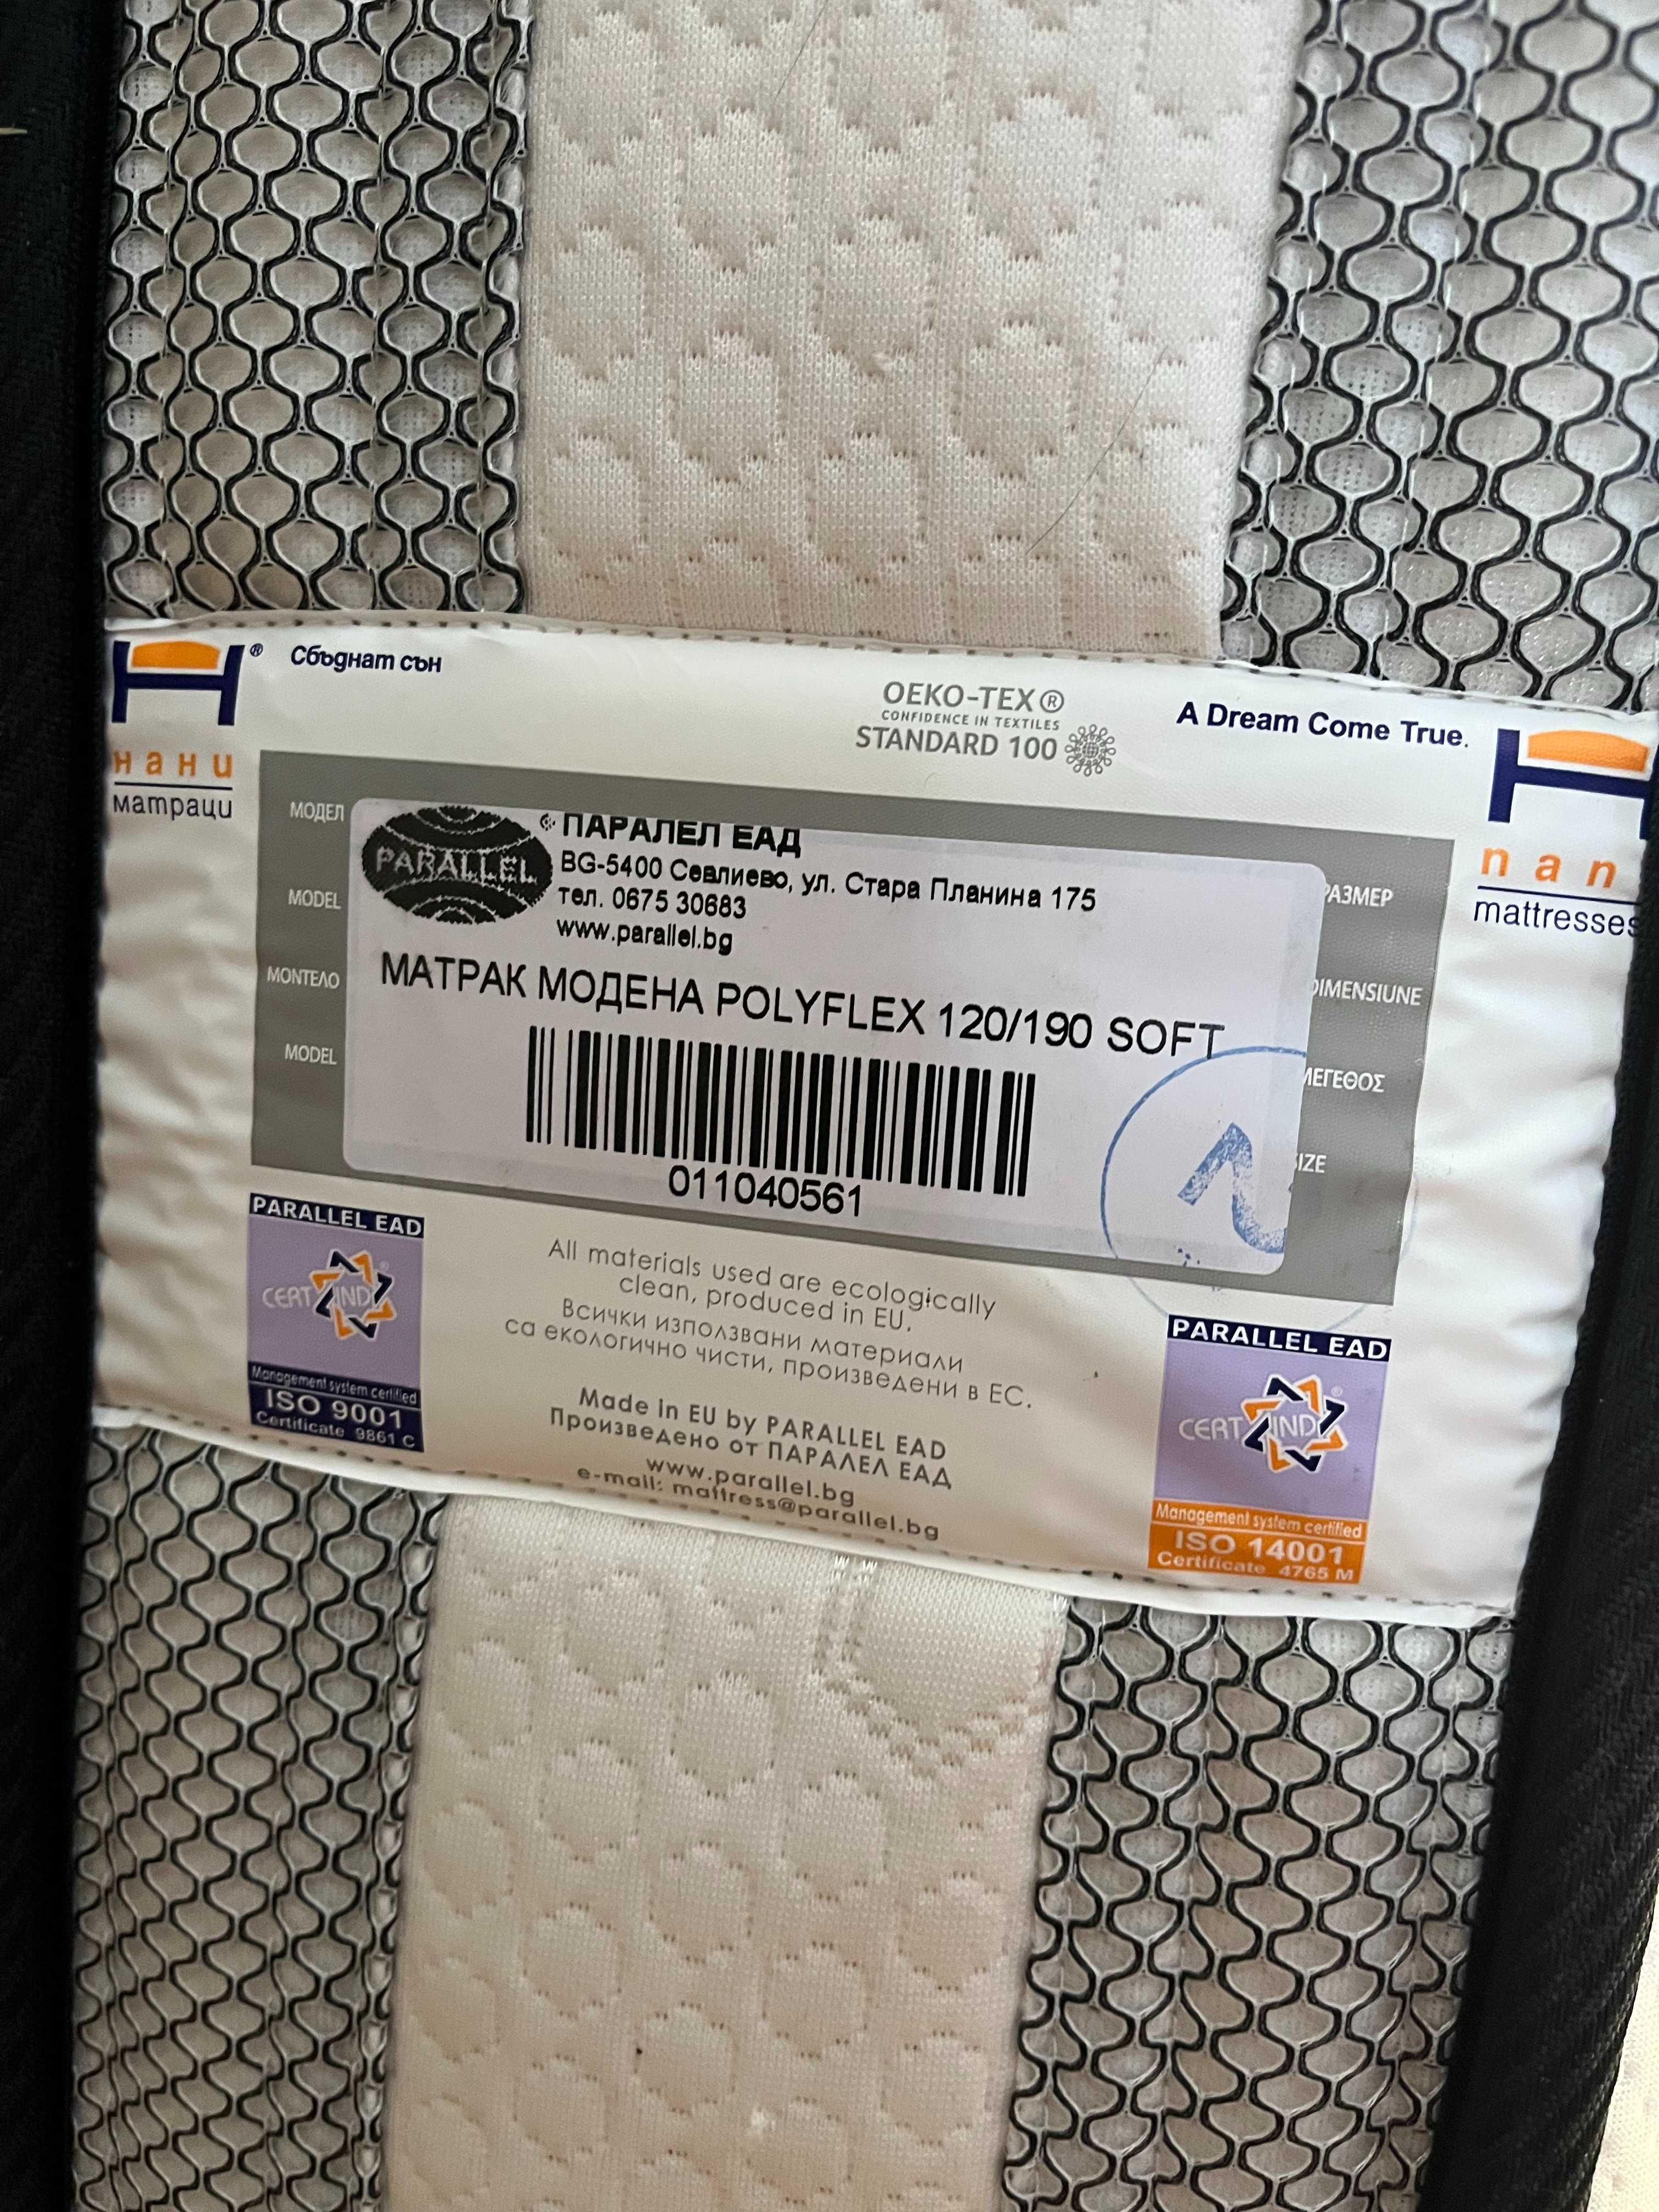 ® Сбъднат сън
OEKO-TEX®
CONFIDENCE IN TEXTILES
STANDARD 100
A Dream Come True.
нани
матраци
nan
mattresses
МОДЕЛ
MODEL
ΜΟΝΤΕΛΟ
MODEL
PARALLEL
ПАРАЛЕЛ ЕАД
BG-5400 Севлиево, ул. Стара Планина 175
тел. 0675 30683
www.parallel.bg
МАТРАК МОДЕНА POLYFLEX 120/190 SOFT
011040561
РАЗМЕР
DIMENSIUNE
ΜΕΓΕΘΟΣ
SIZE
PARALLEL EAD
CERT IND
Management system certified
ISO 9001
Certificate 9861 C
All materials used are ecologically
clean, produced in EU.
Всички използвани материали
са екологично чисти, произведени в ЕС.
Made in EU by PARALLEL EAD
Произведено от ПАРАЛЕЛ ЕАД
www.parallel.bg
e-mail: mattress@parallel.bg
PARALLEL EAD
CERT IND
Management system certified
ISO 14001
Certificate 4765 M